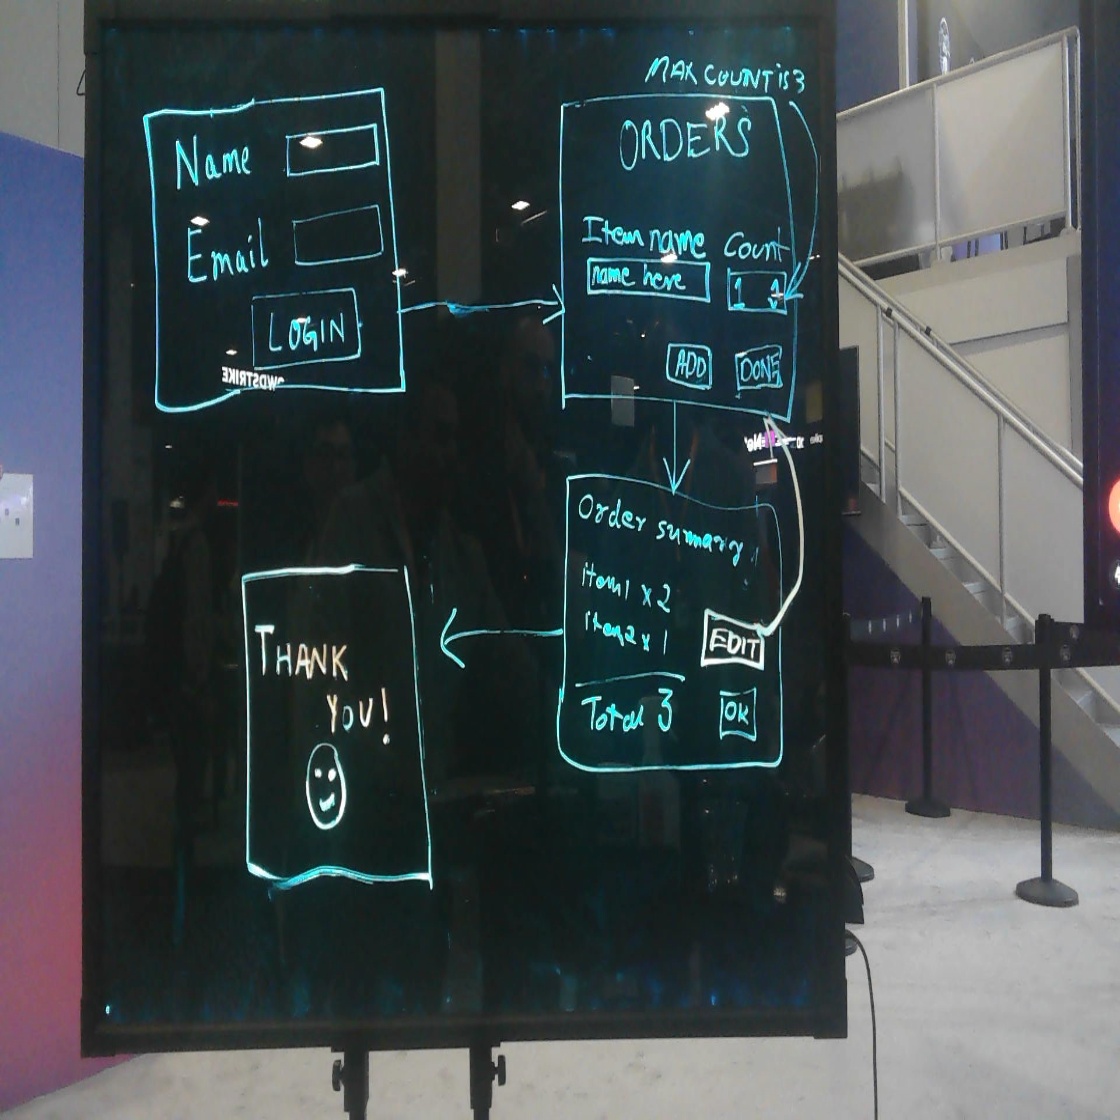 MAX COUNT is 3
Name
Email
LOGIN
ORDERS
Item name Count
name here 1
ADD DONE
Order summary
item1 x 2
item2 x 1
EDIT
Total 3
OK
THANK
YOU!